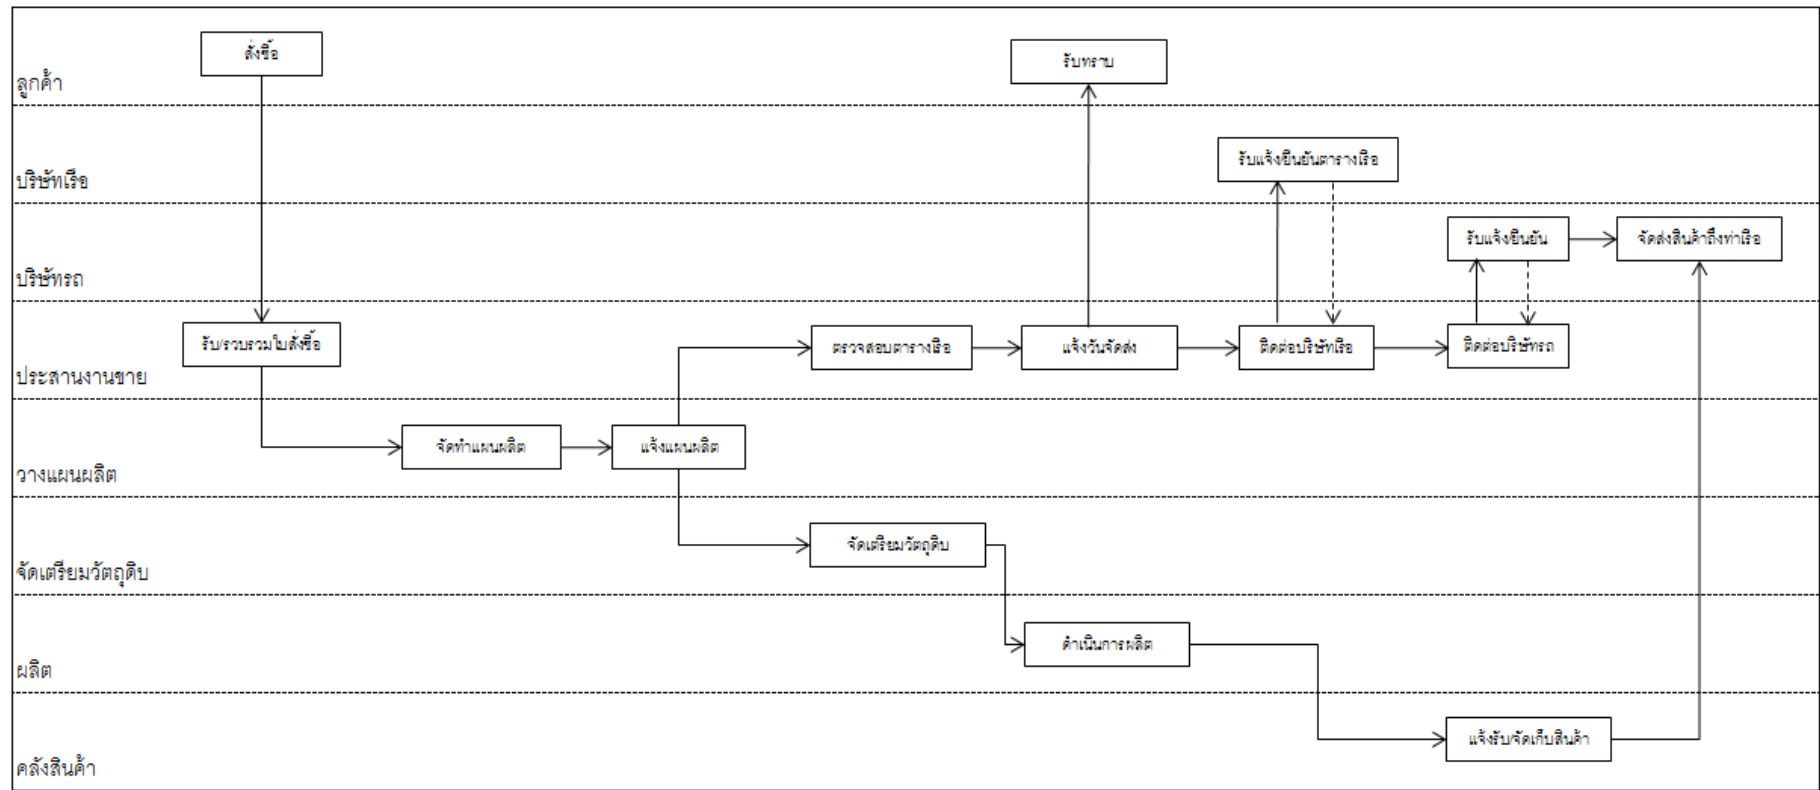 สั่งซื้อ
รับทราบ
ลูกค้า
รับแจ้ง/ยืนยันตารางเรือ
บริษัทเรือ
รับแจ้ง/ยืนยัน
จัดส่งสินค้าถึงท่าเรือ
บริษัทรถ
รับ/รวบรวมใบสั่งซื้อ
ตรวจสอบตารางเรือ
แจ้งวันจัดส่ง
ติดต่อบริษัทเรือ
ติดต่อบริษัทรถ
ประสานงานขาย
จัดทำแผนผลิต
แจ้งแผนผลิต
วางแผนผลิต
จัดเตรียมวัตถุดิบ
จัดเตรียมวัตถุดิบ
ดำเนินการผลิต
ผลิต
แจ้งรับ/จัดเก็บสินค้า
คลังสินค้า